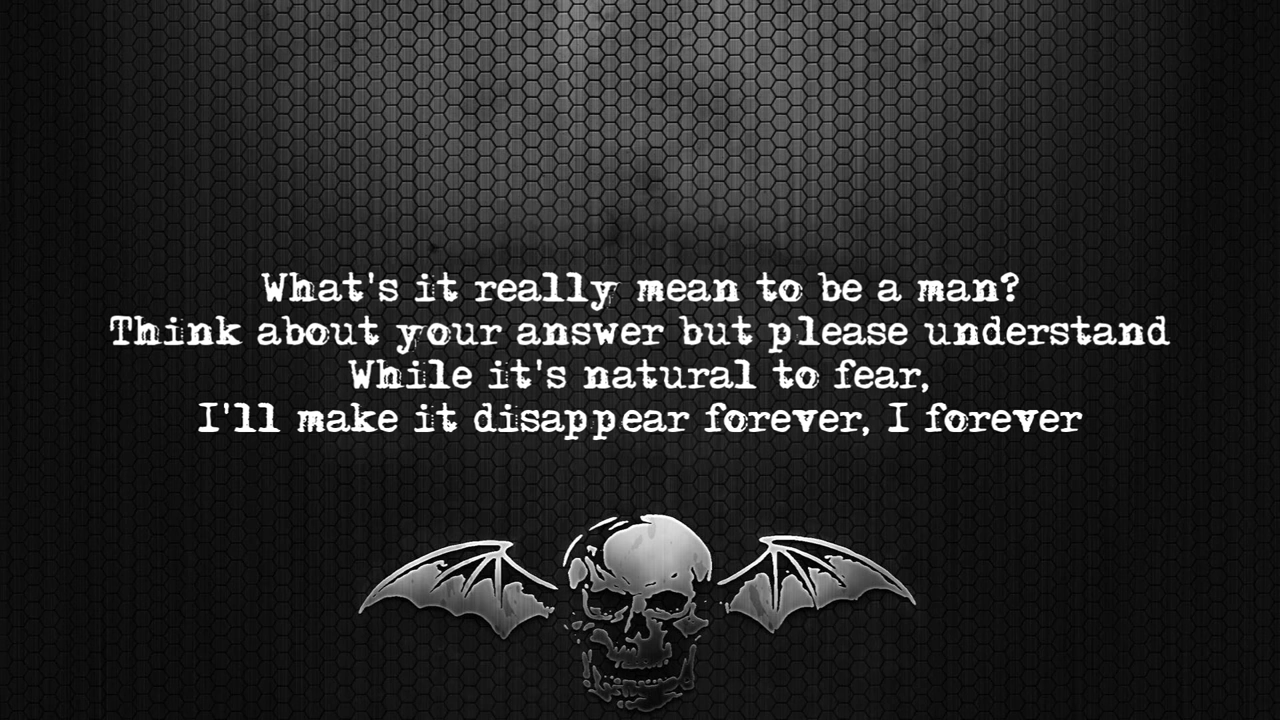 What's it really mean to be a man?
Think about your answer but please understand
While it's natural to fear,
I'll make it disappear forever, I forever